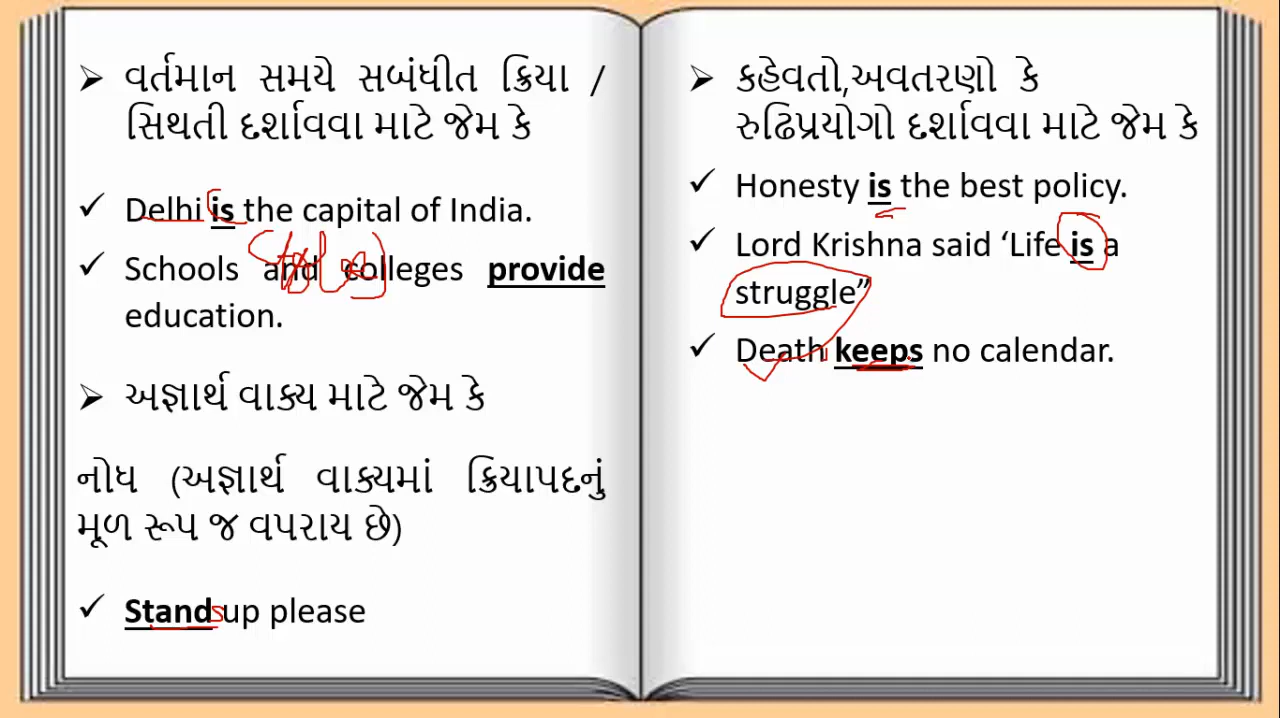 ➤ વર્તમાન સમયે સબંધીત ક્રિયા /
સિથતી દર્શાવવા માટે જેમ કે
✓ Delhi is the capital of India.
✓ Schools and colleges provide
education.
➤ અજ્ઞાર્થ વાક્ય માટે જેમ કે
નોધ (અજ્ઞાર્થ વાક્યમાં ક્રિયાપદનું
મૂળ રૂપ જ વપરાય છે)
✓ Stand up please
➤ કહેવતો,અવતરણો કે
રુઢિપ્રયોગો દર્શાવવા માટે જેમ કે
✓ Honesty is the best policy.
✓ Lord Krishna said ‘Life is a
struggle”
✓ Death keeps no calendar.